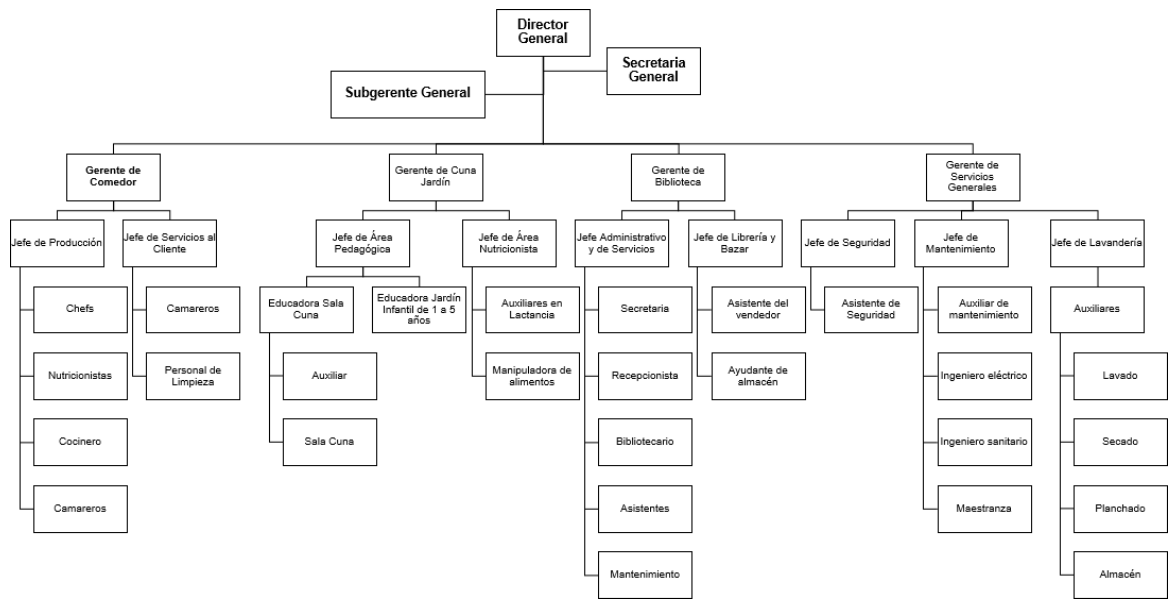 Director
General
Secretaria
General
Subgerente General
Gerente de
Comedor
Gerente de Cuna
Jardín
Gerente de
Biblioteca
Gerente de
Servicios
Generales
Jefe de Producción
Jefe de Servicios al
Cliente
Jefe de Área
Pedagógica
Jefe de Área
Nutricionista
Jefe Administrativo
y de Servicios
Jefe de Librería y
Bazar
Jefe de Seguridad
Jefe de
Mantenimiento
Jefe de Lavandería
Chefs
Camareros
Educadora Sala
Cuna
Educadora Jardín
Infantil de 1 a 5
años
Auxiliares en
Lactancia
Secretaria
Asistente del
vendedor
Asistente de
Seguridad
Auxiliar de
mantenimiento
Auxiliares
Nutricionistas
Personal de
Limpieza
Auxiliar
Manipuladora de
alimentos
Recepcionista
Ayudante de
almacén
Ingeniero eléctrico
Lavado
Cocinero
Sala Cuna
Bibliotecario
Ingeniero sanitario
Secado
Camareros
Asistentes
Maestranza
Planchado
Mantenimiento
Almacén